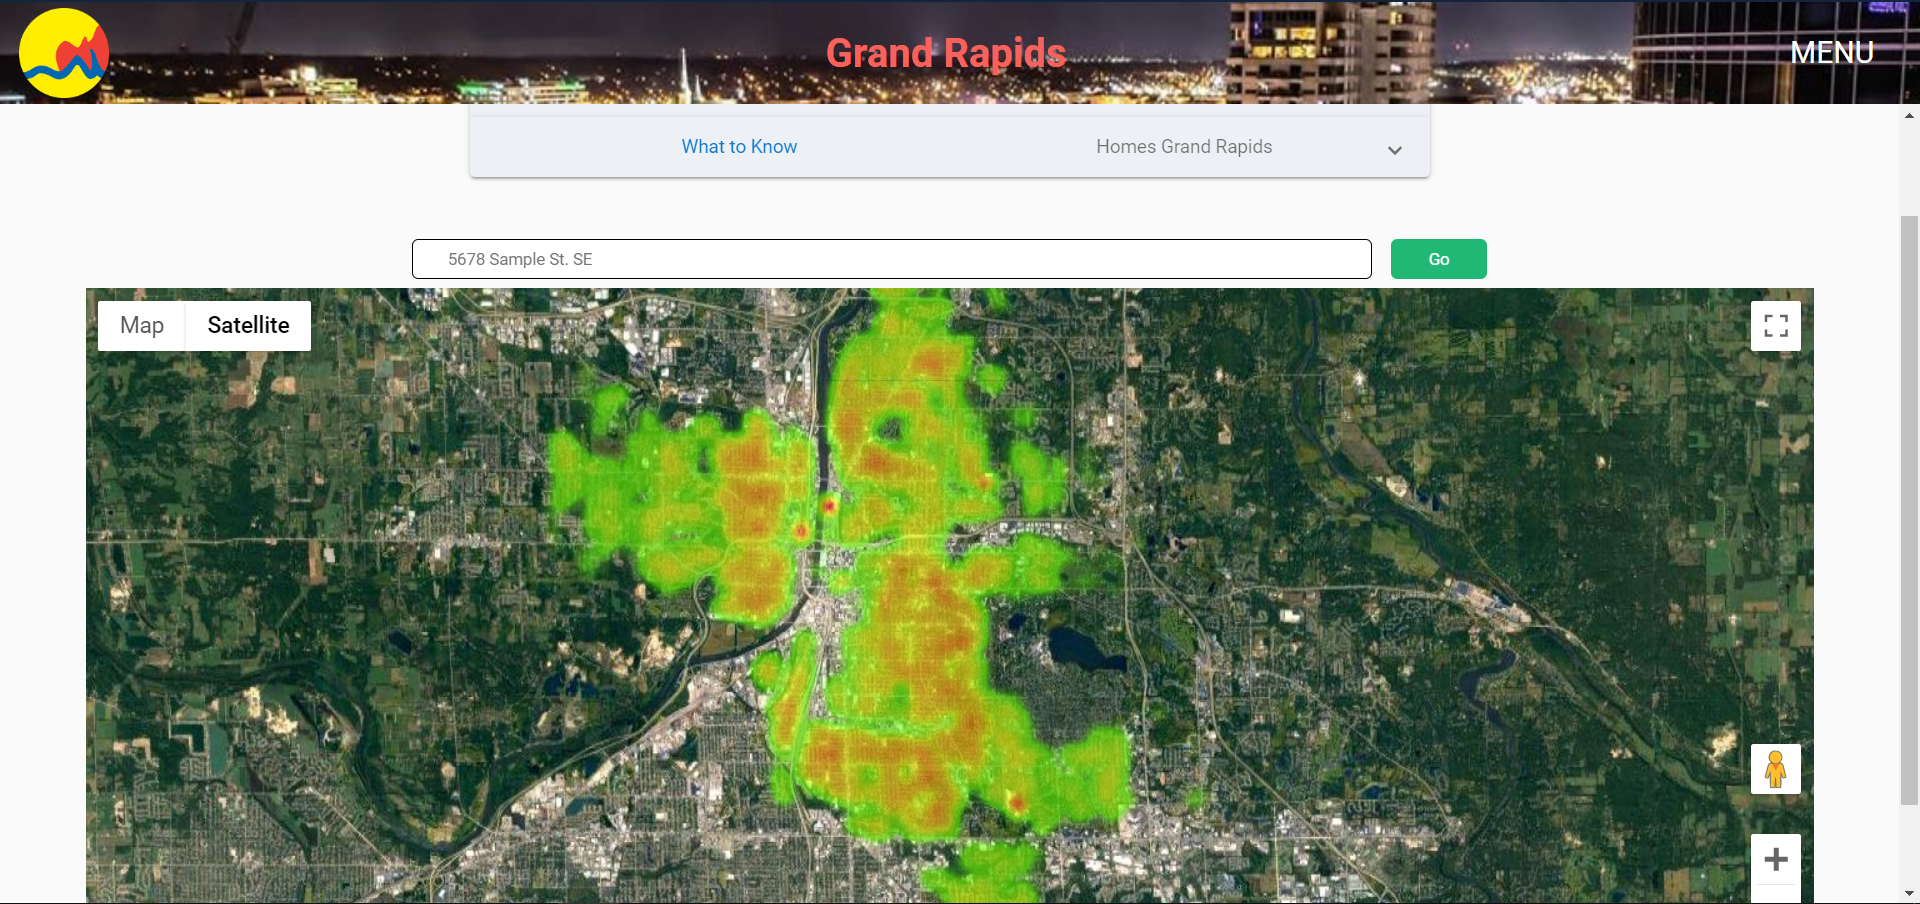 Grand Rapids
MENU
What to Know
Homes Grand Rapids
5678 Sample St. SE
Go
Map
Satellite